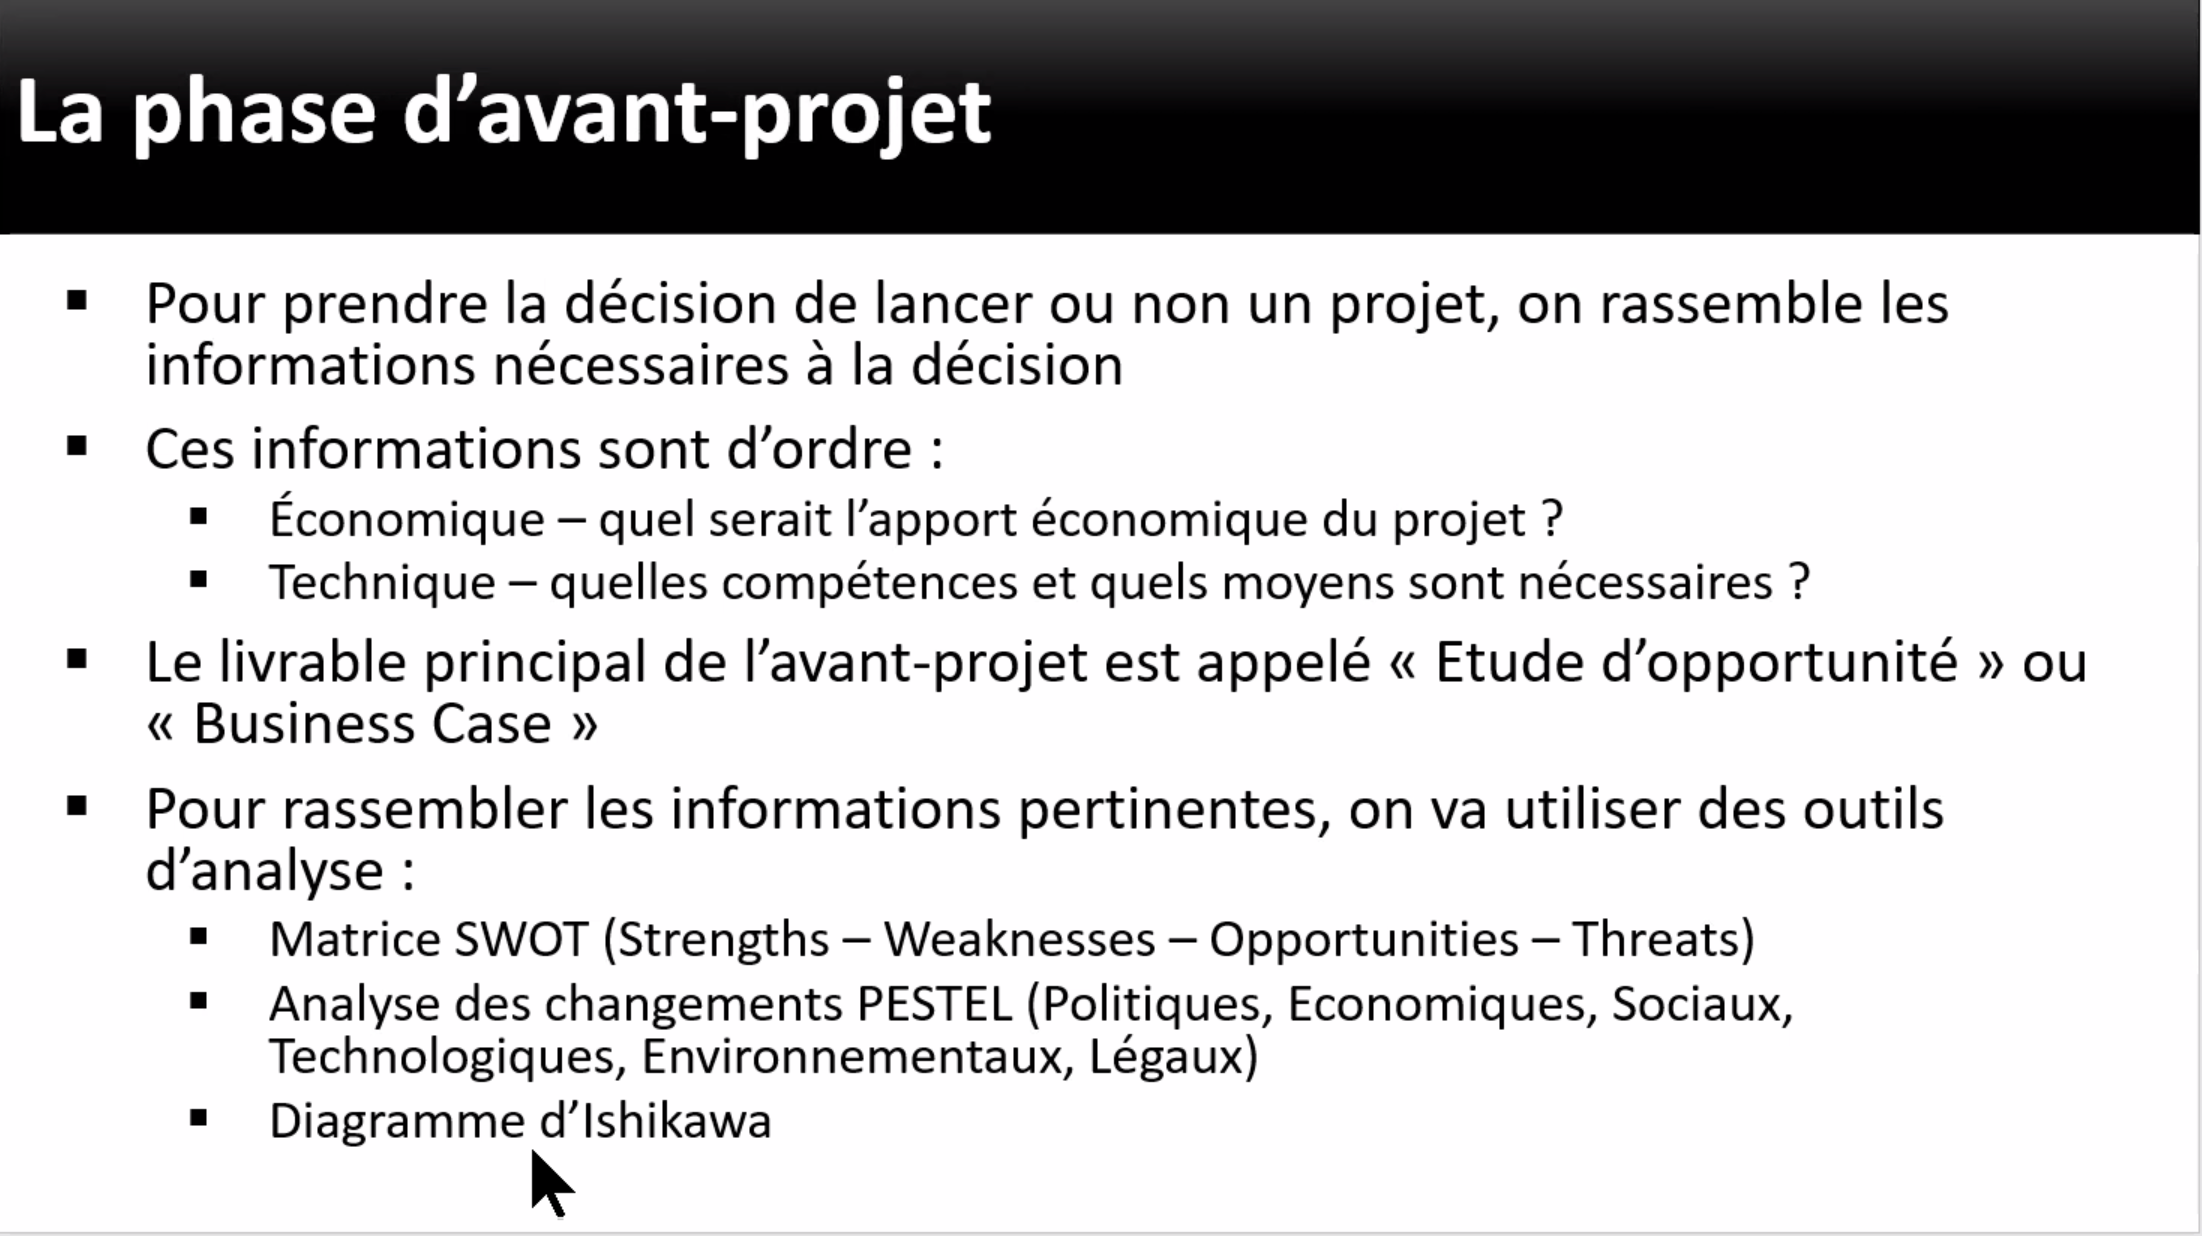 La phase d’avant-projet
▪ Pour prendre la décision de lancer ou non un projet, on rassemble les
informations nécessaires à la décision
▪ Ces informations sont d’ordre :
▪ Économique – quel serait l’apport économique du projet ?
▪ Technique – quelles compétences et quels moyens sont nécessaires ?
▪ Le livrable principal de l’avant-projet est appelé « Etude d’opportunité » ou
« Business Case »
▪ Pour rassembler les informations pertinentes, on va utiliser des outils
d’analyse :
▪ Matrice SWOT (Strengths – Weaknesses – Opportunities – Threats)
▪ Analyse des changements PESTEL (Politiques, Economiques, Sociaux,
Technologiques, Environnementaux, Légaux)
▪ Diagramme d’Ishikawa